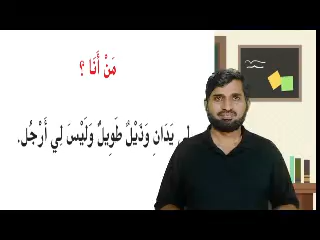 مَنْ أَنَا ؟
لِي يَدَانِ وَذَيْلٌ طَوِيلٌ وَلَيْسَ لِي أَرْجُل.